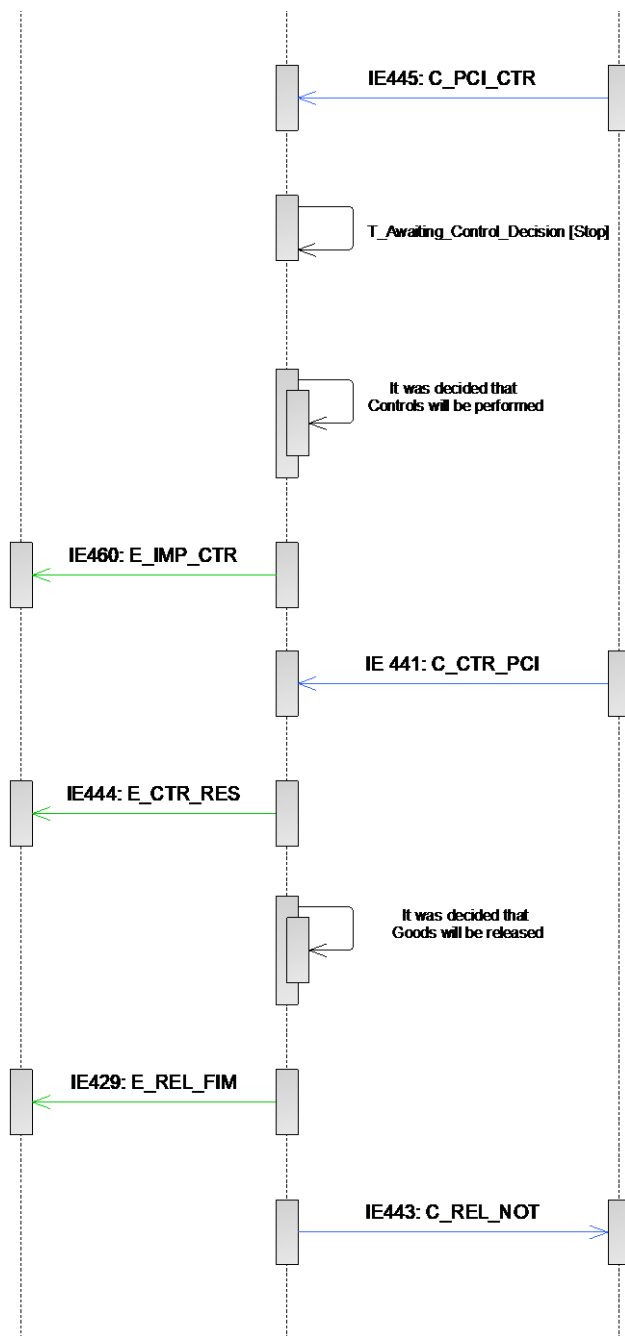 IE445: C_PCI_CTR
T_Awaiting_Control_Decision [Stop]
It was decided that
Controls will be performed
IE460: E_IMP_CTR
IE 441: C_CTR_PCI
IE444: E_CTR_RES
It was decided that
Goods will be released
IE429: E_REL_FIM
IE443: C_REL_NOT